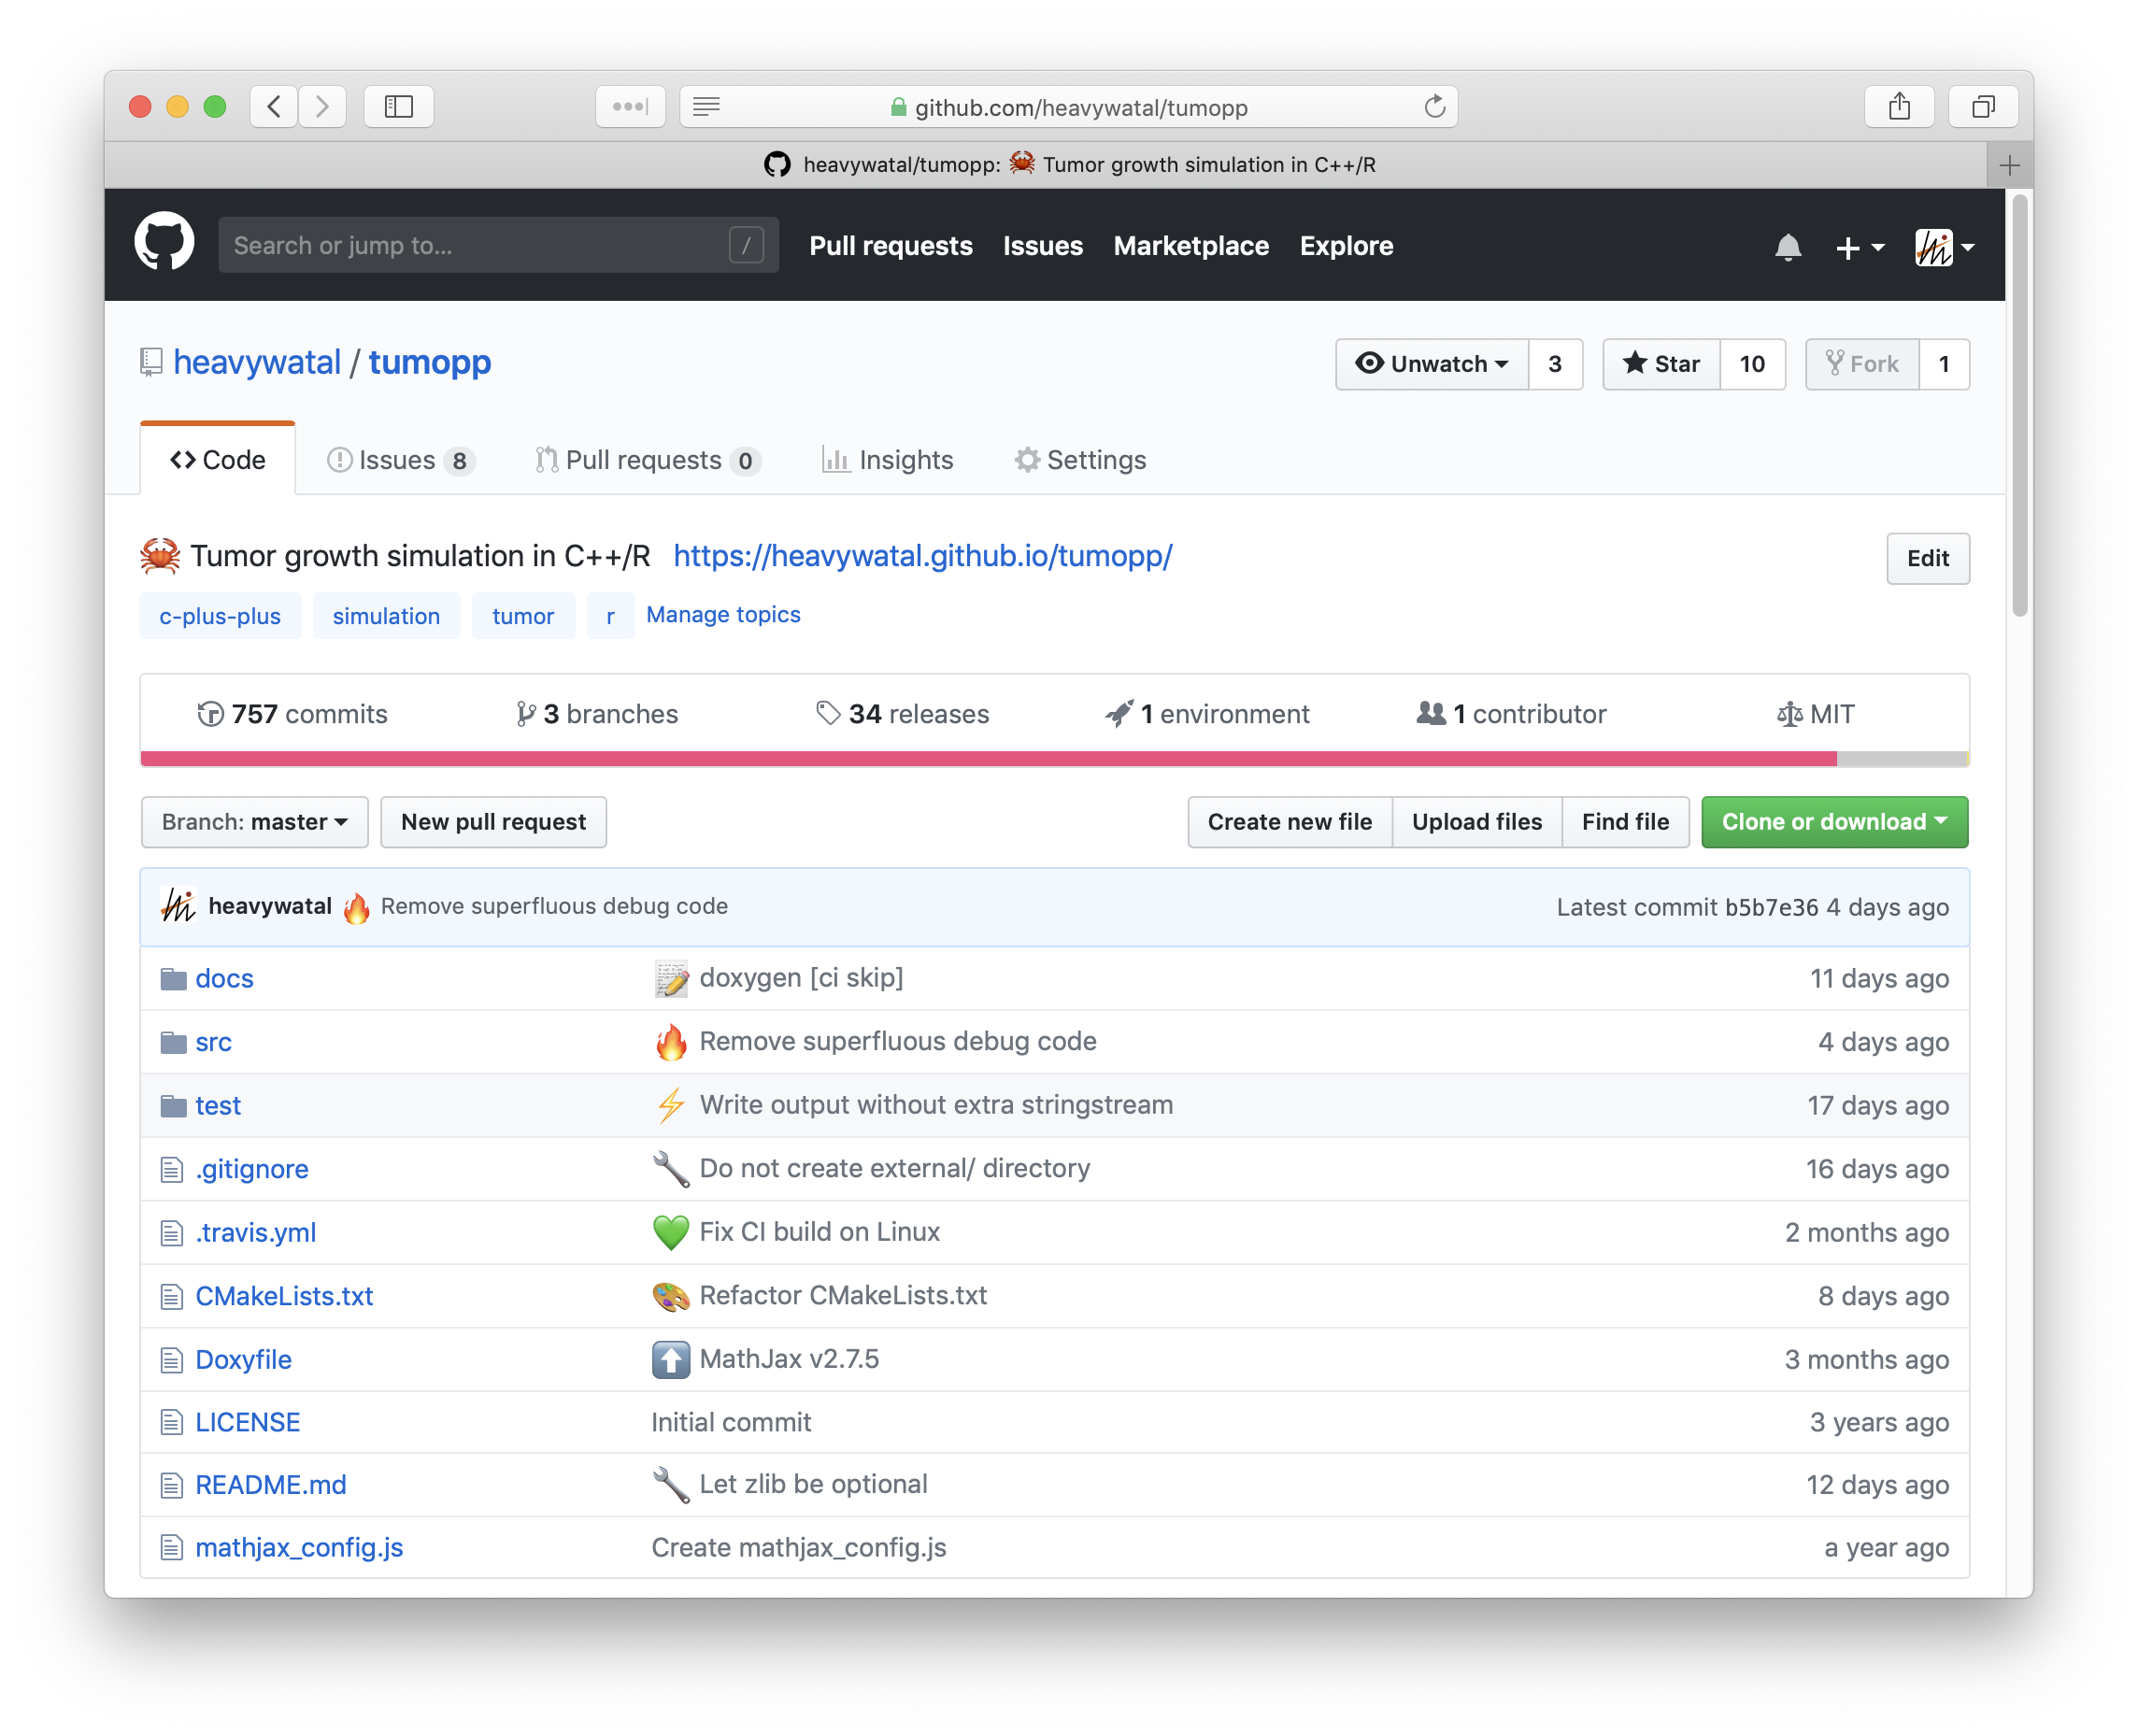 github.com/heavywatal/tumopp
heavywatal/tumopp: 🦀 Tumor growth simulation in C++/R
Search or jump to... / Pull requests Issues Marketplace Explore
heavywatal / tumopp Unwatch 3 Star 10 Fork 1
Code Issues 8 Pull requests 0 Insights Settings
🦀 Tumor growth simulation in C++/R https://heavywatal.github.io/tumopp/ Edit
c-plus-plus simulation tumor r Manage topics
757 commits 3 branches 34 releases 1 environment 1 contributor MIT
Branch: master New pull request Create new file Upload files Find file Clone or download
heavywatal 🔥 Remove superfluous debug code Latest commit b5b7e36 4 days ago
docs 📝 doxygen [ci skip] 11 days ago
src 🔥 Remove superfluous debug code 4 days ago
test ⚡ Write output without extra stringstream 17 days ago
.gitignore 🔧 Do not create external/ directory 16 days ago
.travis.yml 💚 Fix CI build on Linux 2 months ago
CMakeLists.txt 🎨 Refactor CMakeLists.txt 8 days ago
Doxyfile ⬆️ MathJax v2.7.5 3 months ago
LICENSE Initial commit 3 years ago
README.md 🔧 Let zlib be optional 12 days ago
mathjax_config.js Create mathjax_config.js a year ago